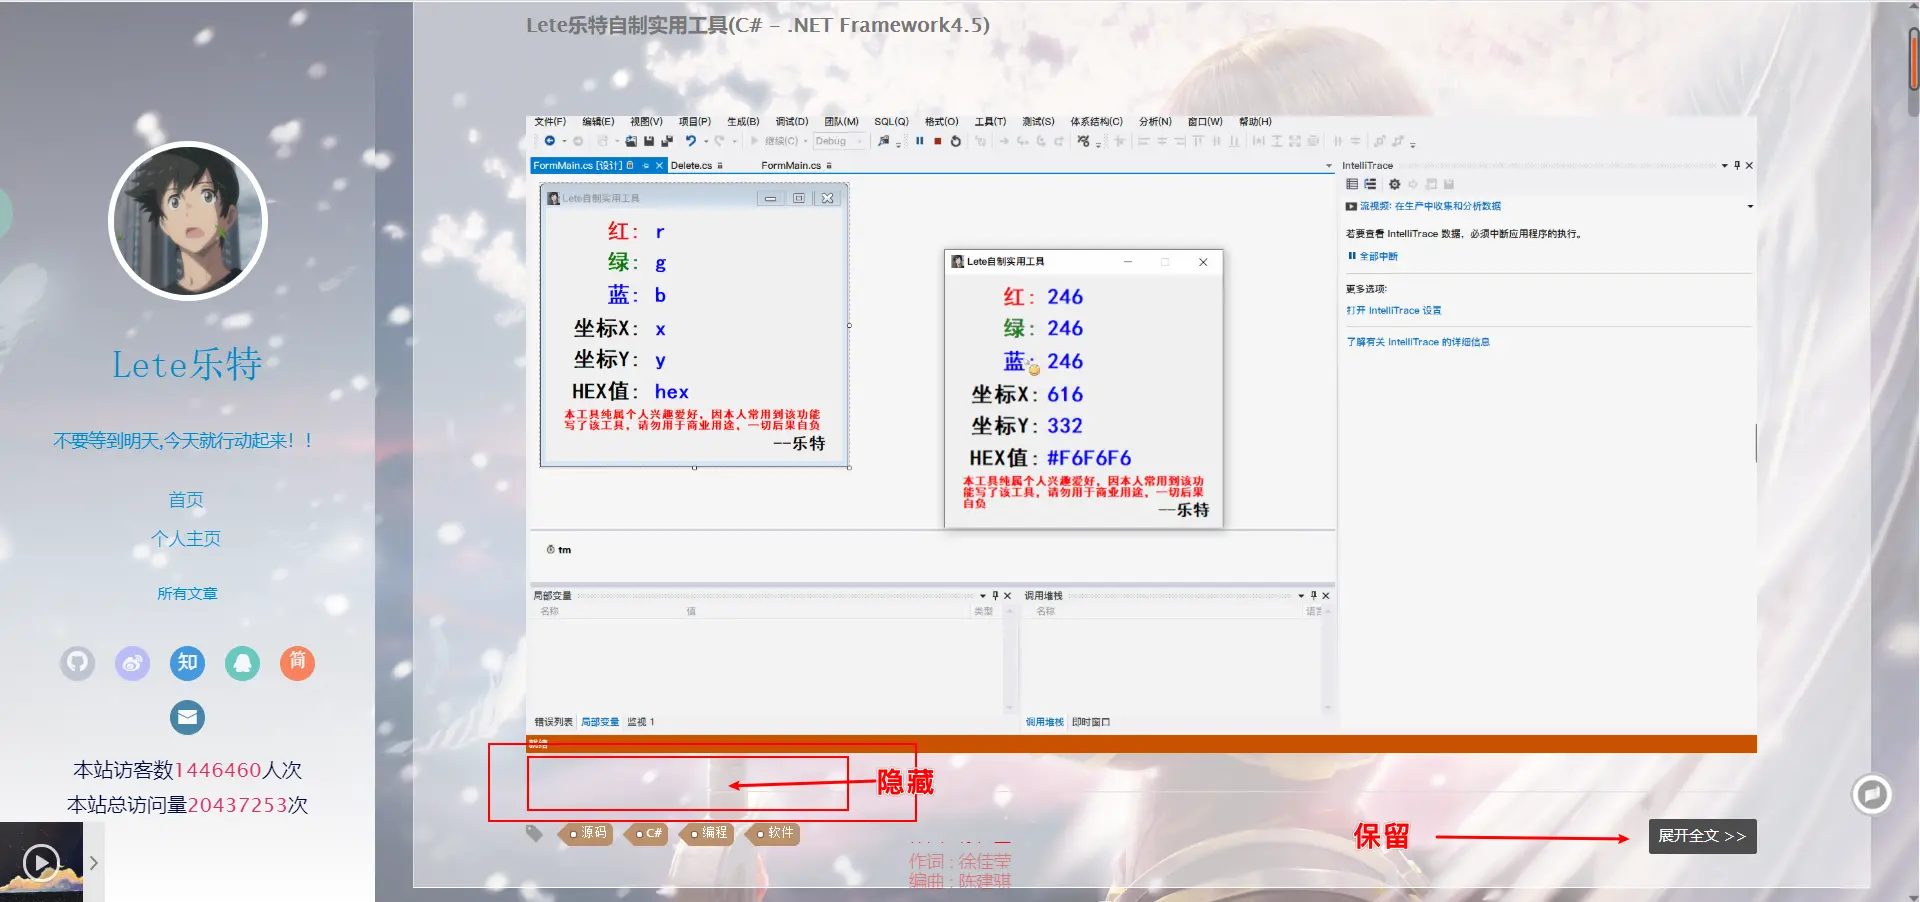 Lete乐特自制实用工具(C# – .NET Framework4.5)
文件(F) 编辑(E) 视图(V) 项目(P) 生成(B) 调试(D) 团队(M) SQL(Q) 格式(O) 工具(T) 测试(S) 体系结构(C) 分析(N) 窗口(W) 帮助(H)
继续(C) Debug
FormMain.cs [设计] Delete.cs FormMain.cs
IntelliTrace
流视频: 在生产中收集和分析数据
若要查看 IntelliTrace 数据，必须中断应用程序的执行。
全部中断
更多选项:
打开 IntelliTrace 设置
了解有关 IntelliTrace 的详细信息
Lete自制实用工具
红: r
绿: g
蓝: b
坐标X: x
坐标Y: y
HEX值: hex
本工具纯属个人兴趣爱好，因本人常用到该功能
写了该工具，请勿用于商业用途，一切后果自负
--乐特
Lete自制实用工具
红: 246
绿: 246
蓝: 246
坐标X: 616
坐标Y: 332
HEX值: #F6F6F6
本工具纯属个人兴趣爱好，因本人常用到该功
能写了该工具，请勿用于商业用途，一切后果
自负
--乐特
tm
局部变量
名称 值 类型
调用堆栈
名称 语言
错误列表 局部变量 监视 1
调用堆栈 即时窗口
就绪
隐藏
源码 C# 编程 软件
保留
展开全文 >>
作词 : 徐佳莹
编曲 : 陈建骐
Lete乐特
不要等到明天,今天就行动起来！！
首页
个人主页
所有文章
知
简
本站访客数1446460人次
本站总访问量20437253次